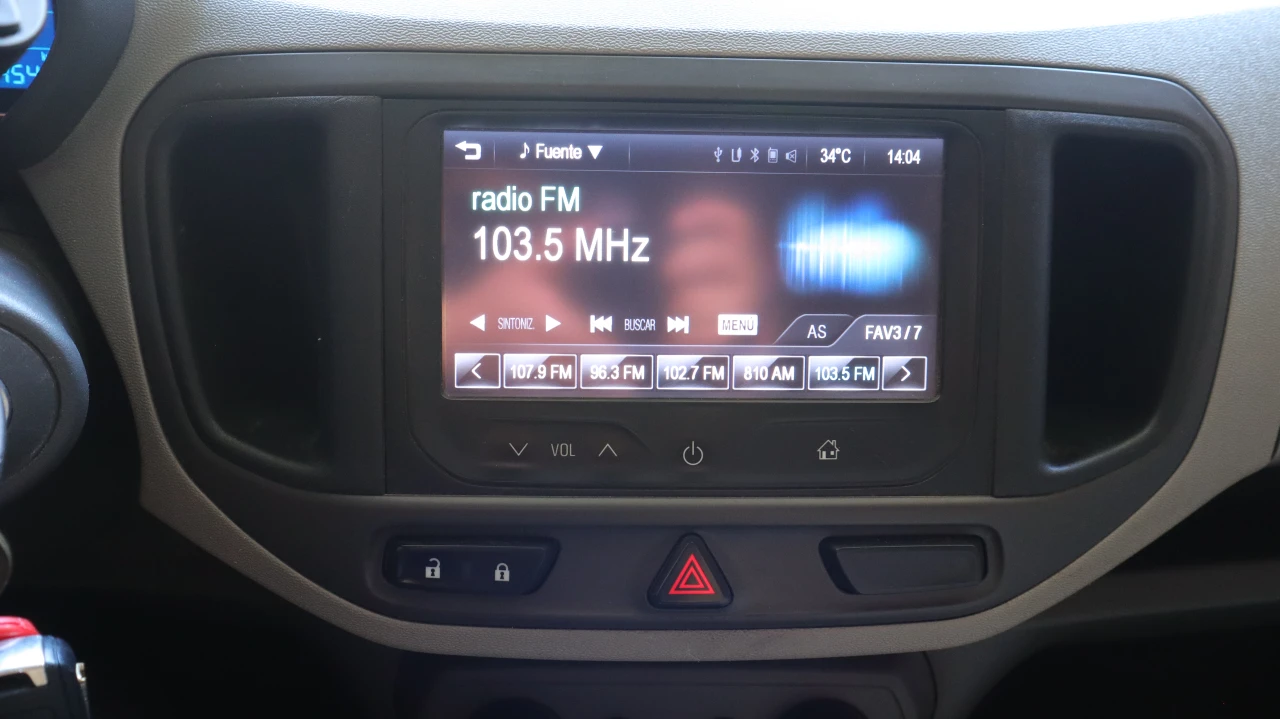 Fuente 34°C 14:04
radio FM
103.5 MHz
SINTONIZ. BUSCAR MENÚ AS FAV3/7
107.9 FM 96.3 FM 102.7 FM 810 AM 103.5 FM
VOL